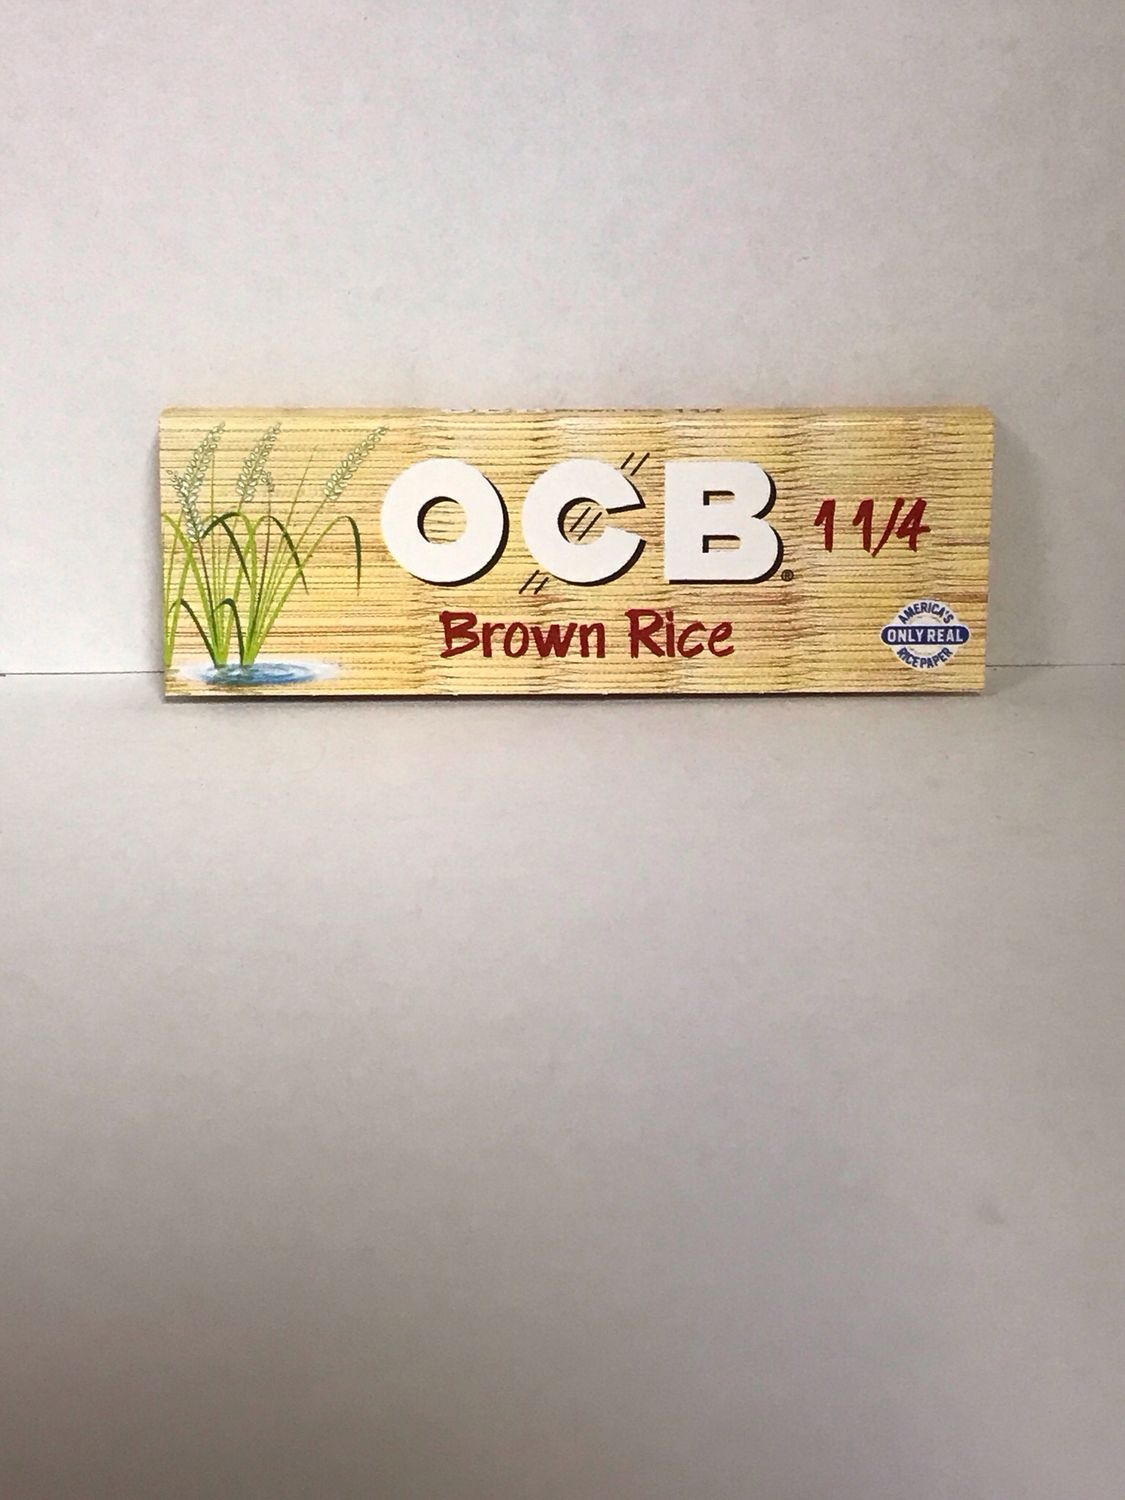 OCB®
1 1/4
Brown Rice
AMERICA'S
ONLY REAL
RICE PAPER